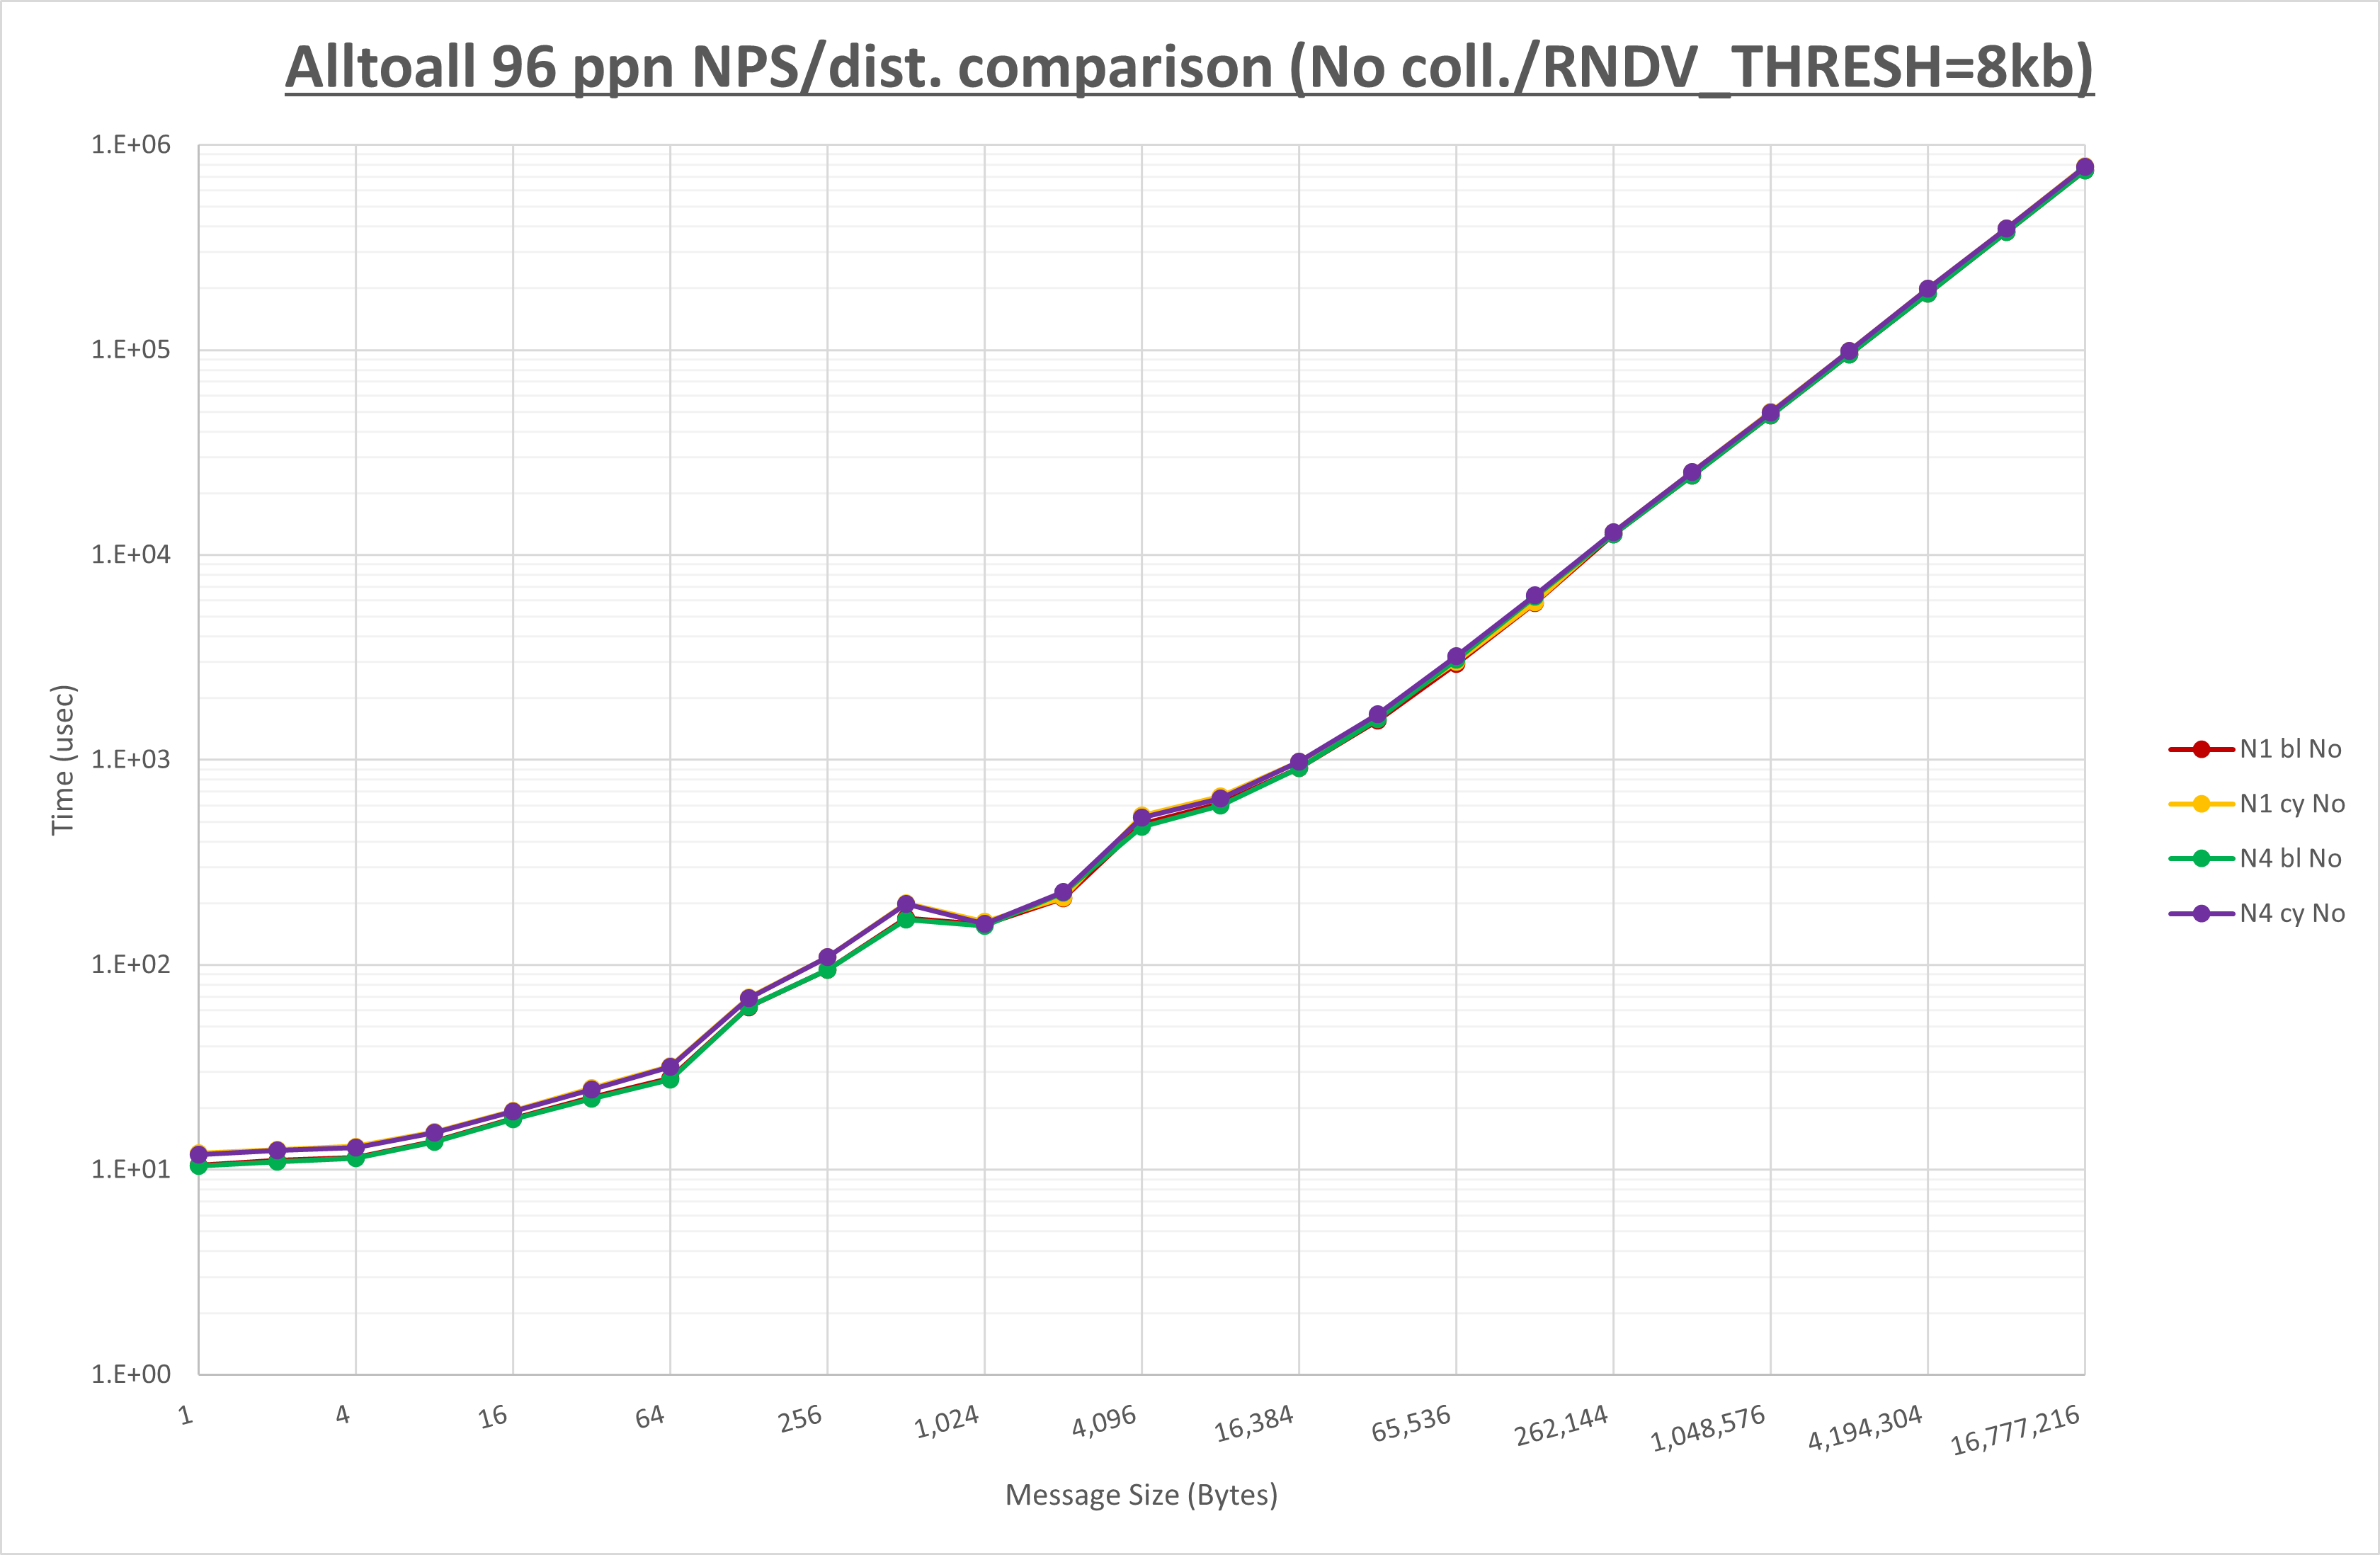 Alltoall 96 ppn NPS/dist. comparison (No coll./RNDV_THRESH=8kb)
1.E+06
1.E+05
1.E+04
1.E+03
1.E+02
1.E+01
1.E+00
Time (usec)
N1 bl No
N1 cy No
N4 bl No
N4 cy No
1 4 16 64 256 1,024 4,096 16,384 65,536 262,144 1,048,576 4,194,304 16,777,216
Message Size (Bytes)